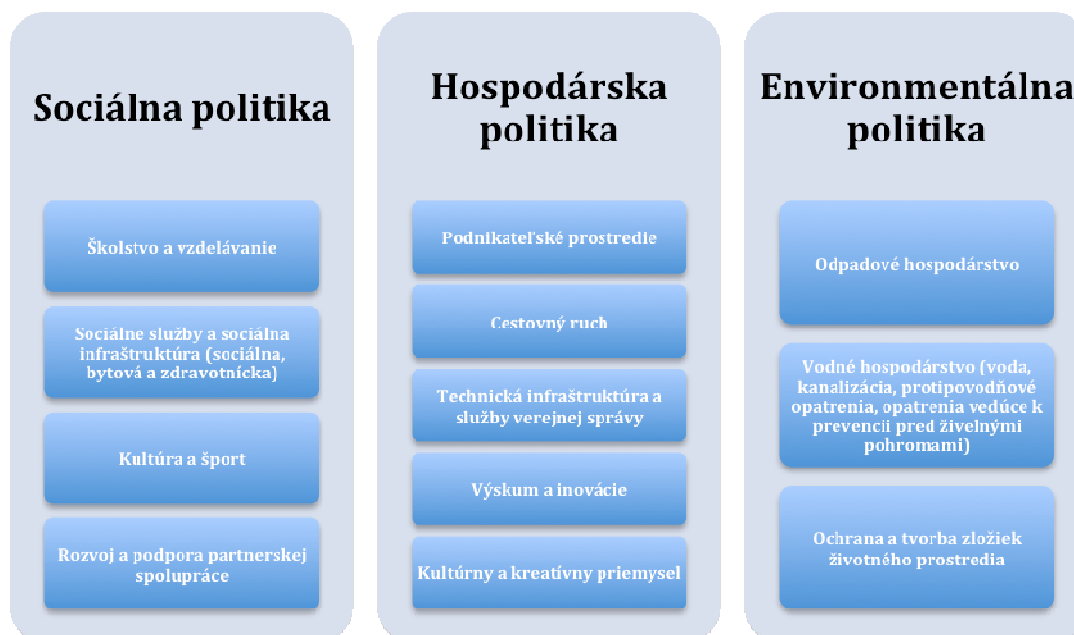 Sociálna politika
Školstvo a vzdelávanie
Sociálne služby a sociálna
infraštruktúra (sociálna,
bytová a zdravotnícka)
Kultúra a šport
Rozvoj a podpora partnerskej
spolupráce
Hospodárska
politika
Podnikateľské prostredie
Cestovný ruch
Technická infraštruktúra a
služby verejnej správy
Výskum a inovácie
Kultúrny a kreatívny priemysel
Environmentálna
politika
Odpadové hospodárstvo
Vodné hospodárstvo (voda,
kanalizácia, protipovodňové
opatrenia, opatrenia vedúce k
prevencii pred živelnými
pohromami)
Ochrana a tvorba zložiek
životného prostredia